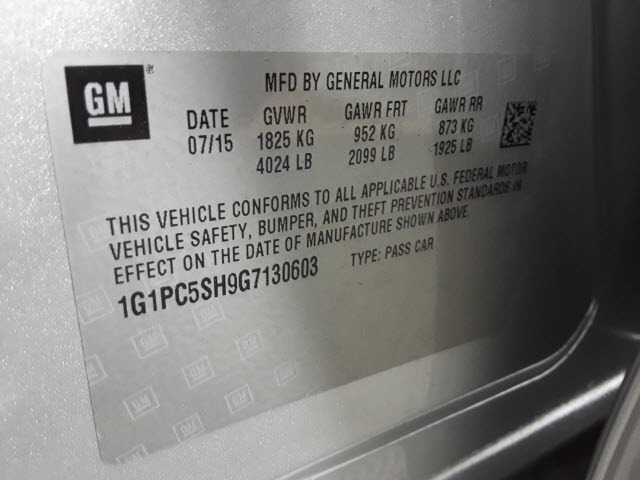 GM
MFD BY GENERAL MOTORS LLC
DATE GVWR GAWR FRT GAWR RR
07/15 1825 KG 952 KG 873 KG
4024 LB 2099 LB 1925 LB
THIS VEHICLE CONFORMS TO ALL APPLICABLE U.S. FEDERAL MOTOR
VEHICLE SAFETY, BUMPER, AND THEFT PREVENTION STANDARDS IN
EFFECT ON THE DATE OF MANUFACTURE SHOWN ABOVE.
1G1PC5SH9G7130603 TYPE: PASS CAR